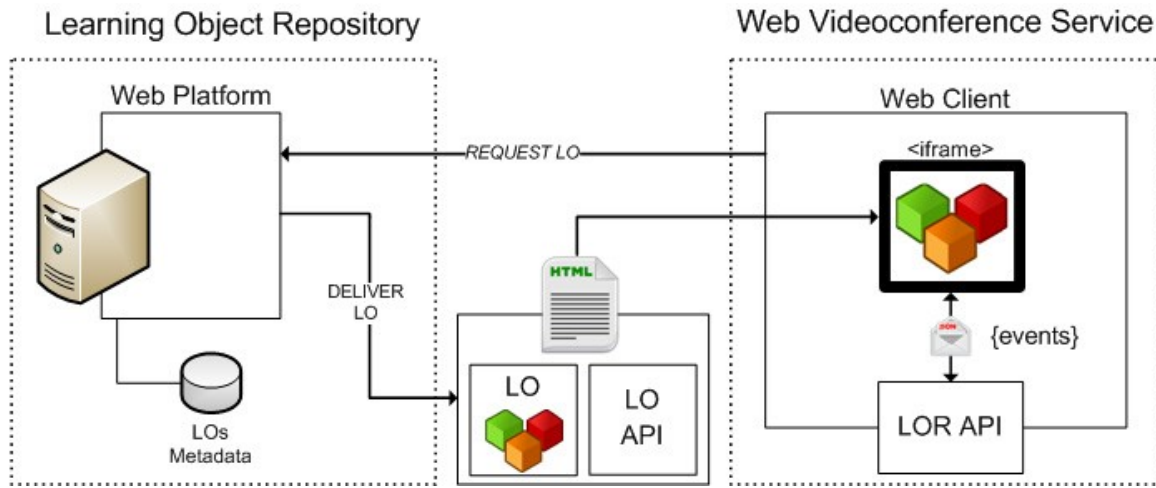 Learning Object Repository
Web Videoconference Service
Web Platform
Web Client
REQUEST LO
<iframe>
HTML
DELIVER
LO
JSON
{events}
LO
LO
API
LOR API
LOs
Metadata